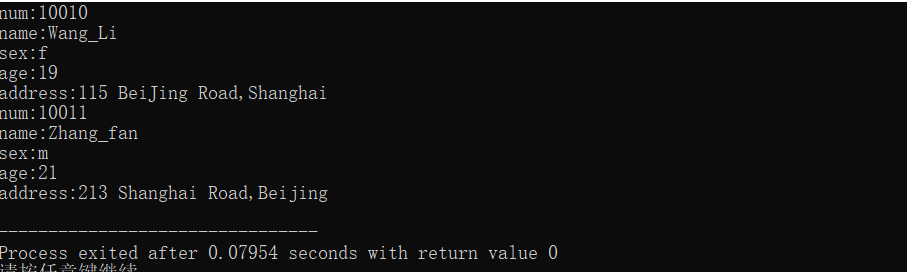 num:10010
name:Wang_Li
sex:f
age:19
address:115 BeiJing Road,Shanghai
num:10011
name:Zhang_fan
sex:m
age:21
address:213 Shanghai Road,Beijing
--------------------------------
Process exited after 0.07954 seconds with return value 0
请按任意键继续